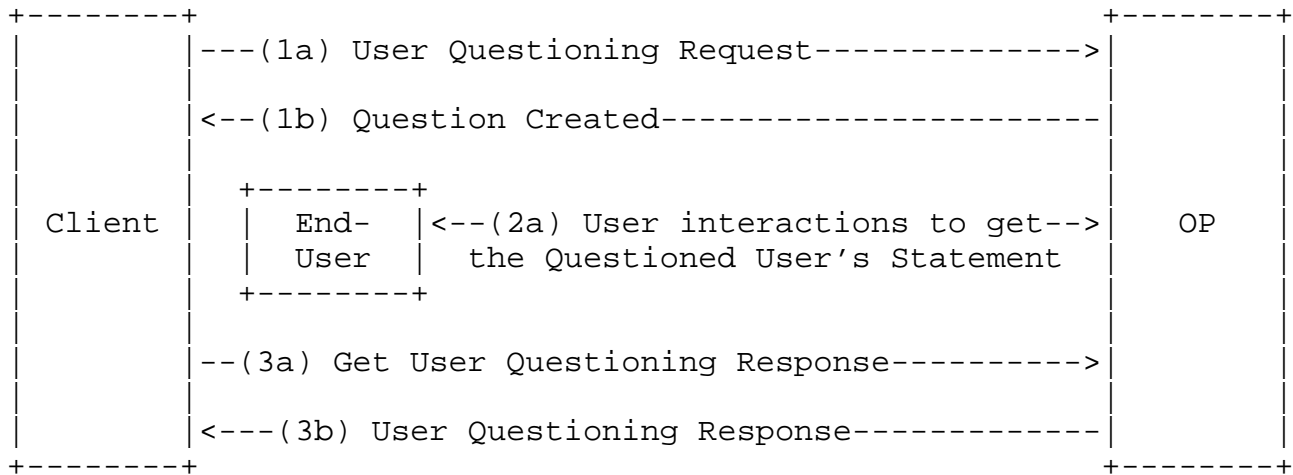 (1a) User Questioning Request
(1b) Question Created
Client
End-
User
(2a) User interactions to get
the Questioned User’s Statement
OP
(3a) Get User Questioning Response
(3b) User Questioning Response